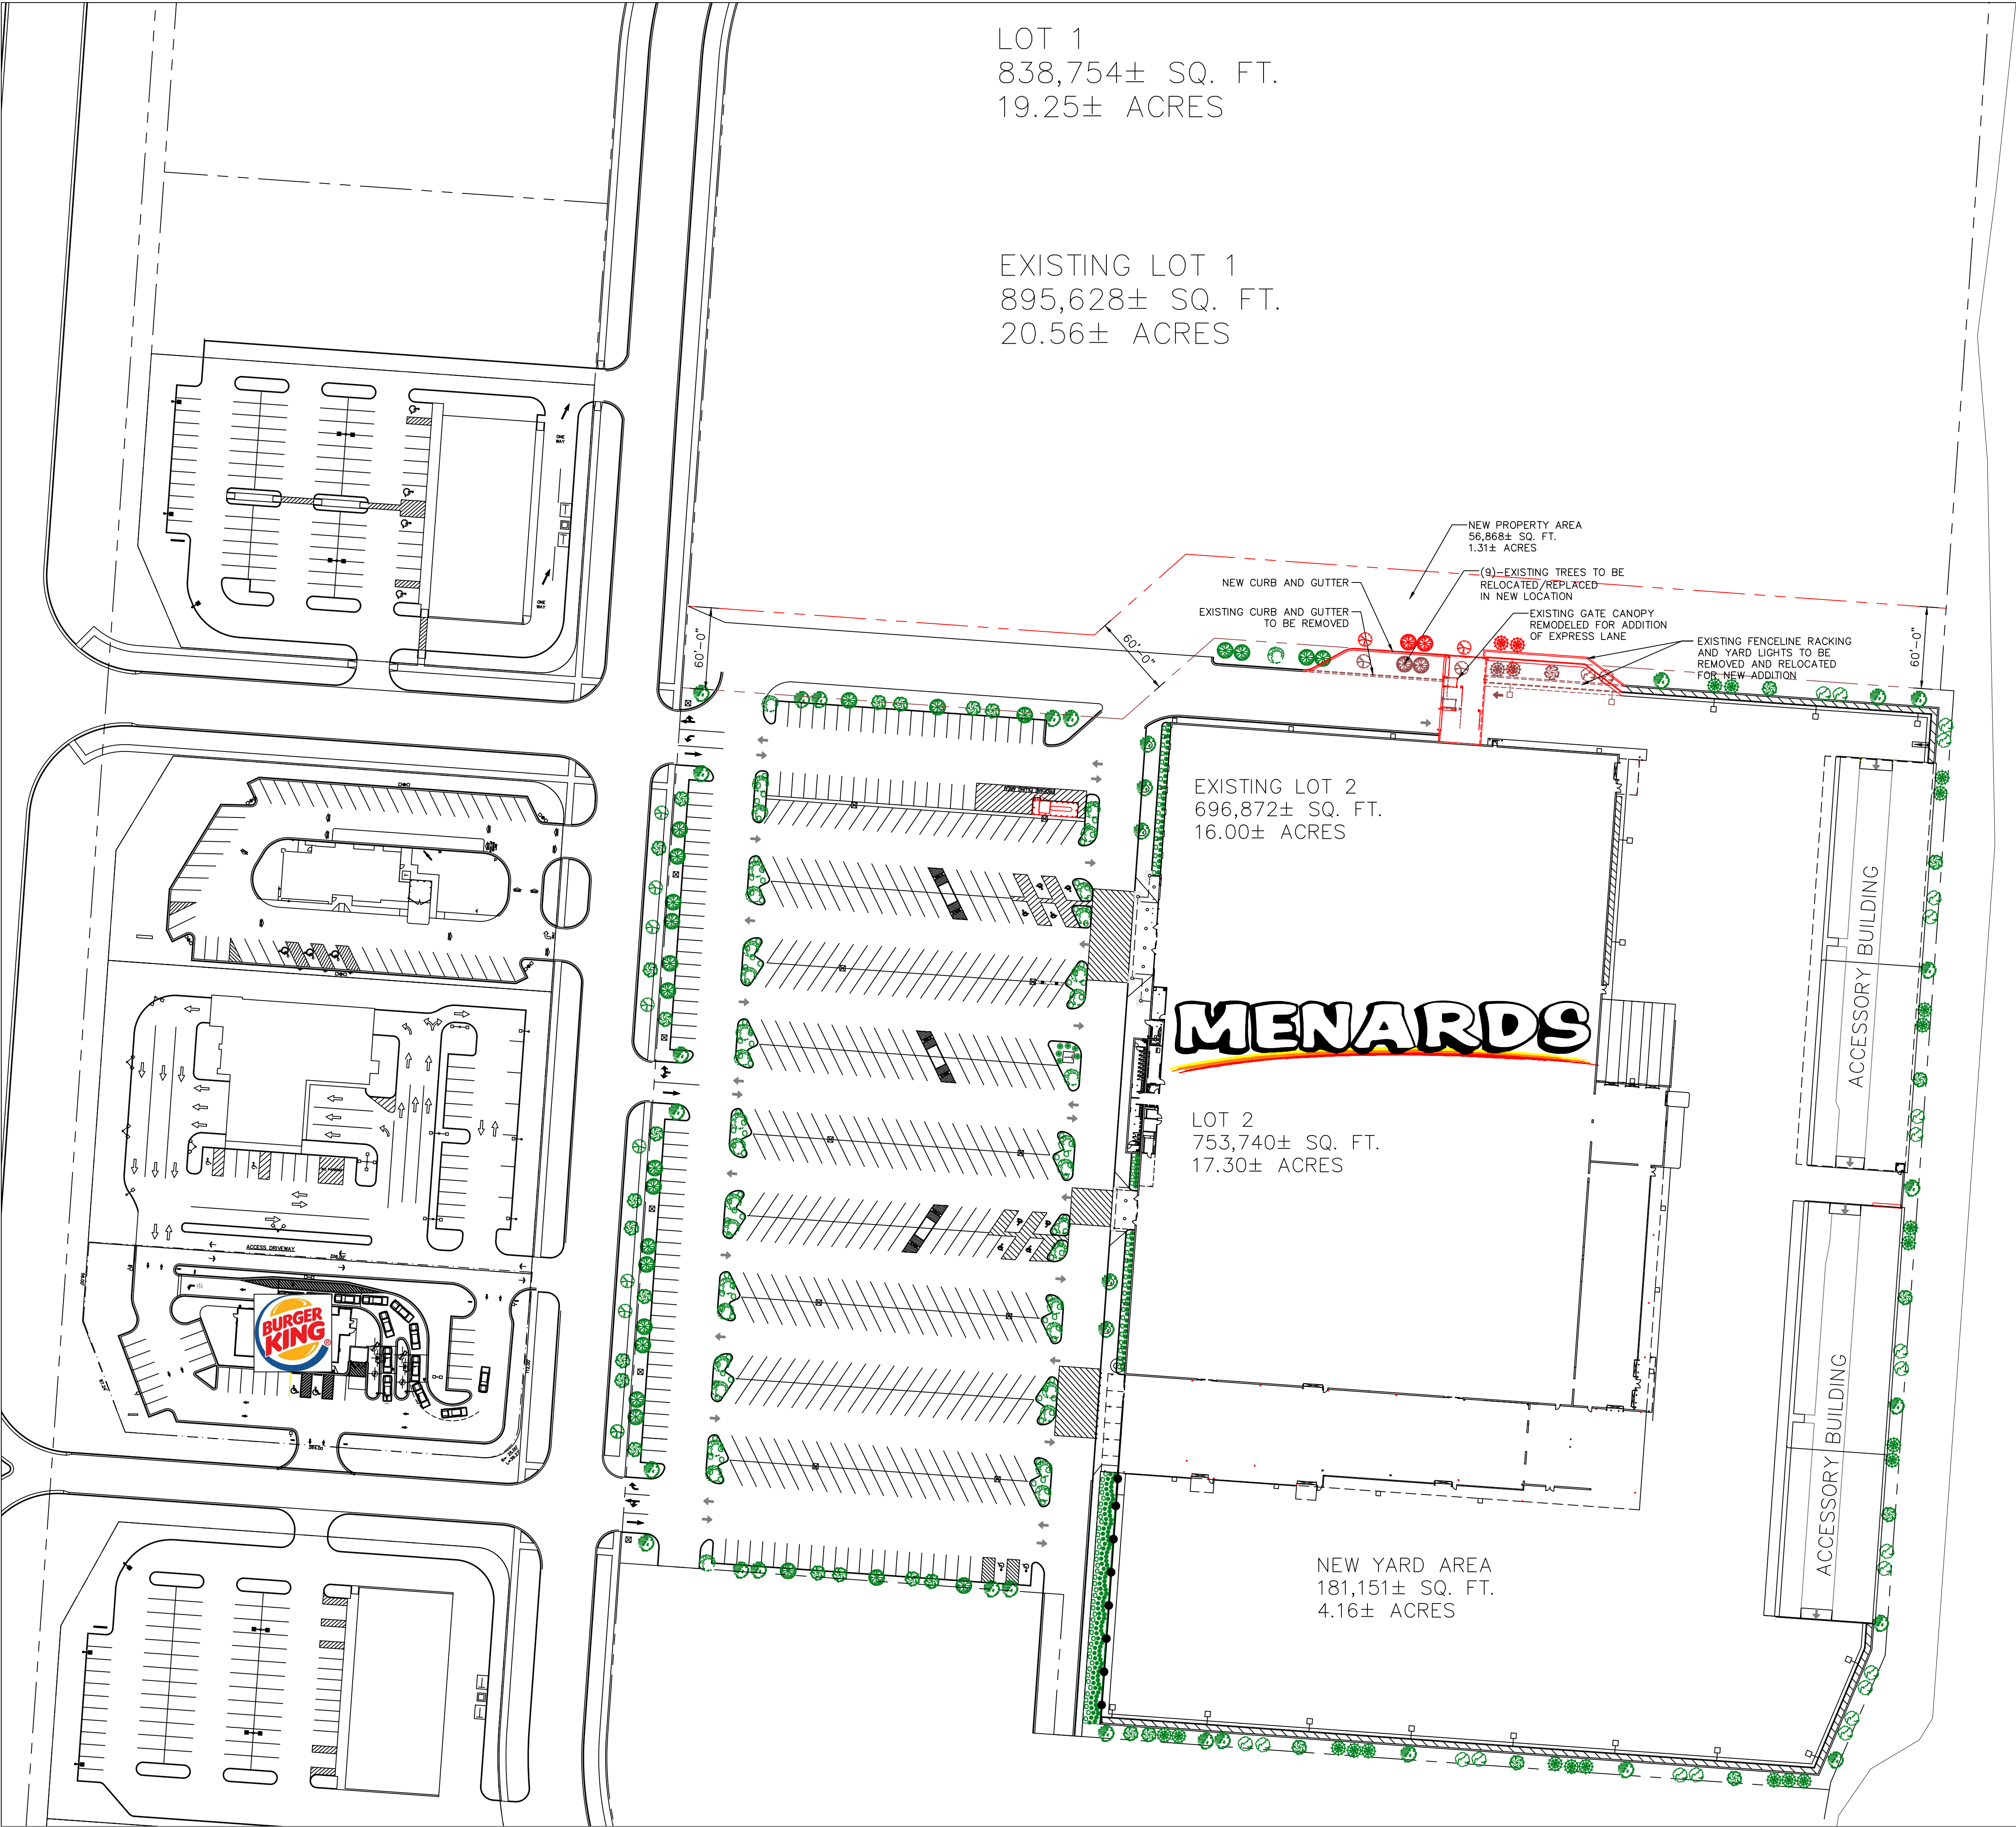 LOT 1
838,754± SQ. FT.
19.25± ACRES
EXISTING LOT 1
895,628± SQ. FT.
20.56± ACRES
ONE
WAY
ONE
WAY
NEW PROPERTY AREA
56,868± SQ. FT.
1.31± ACRES
NEW CURB AND GUTTER
(9)-EXISTING TREES TO BE
RELOCATED/REPLACED
IN NEW LOCATION
EXISTING CURB AND GUTTER
TO BE REMOVED
EXISTING GATE CANOPY
REMODELED FOR ADDITION
OF EXPRESS LANE
EXISTING FENCELINE RACKING
AND YARD LIGHTS TO BE
REMOVED AND RELOCATED
FOR NEW ADDITION
60'-0"
60'-0"
60'-0"
EXISTING LOT 2
696,872± SQ. FT.
16.00± ACRES
ACCESSORY BUILDING
MENARDS
LOT 2
753,740± SQ. FT.
17.30± ACRES
ACCESS DRIVEWAY
BURGER
KING
®
ACCESSORY BUILDING
NEW YARD AREA
181,151± SQ. FT.
4.16± ACRES